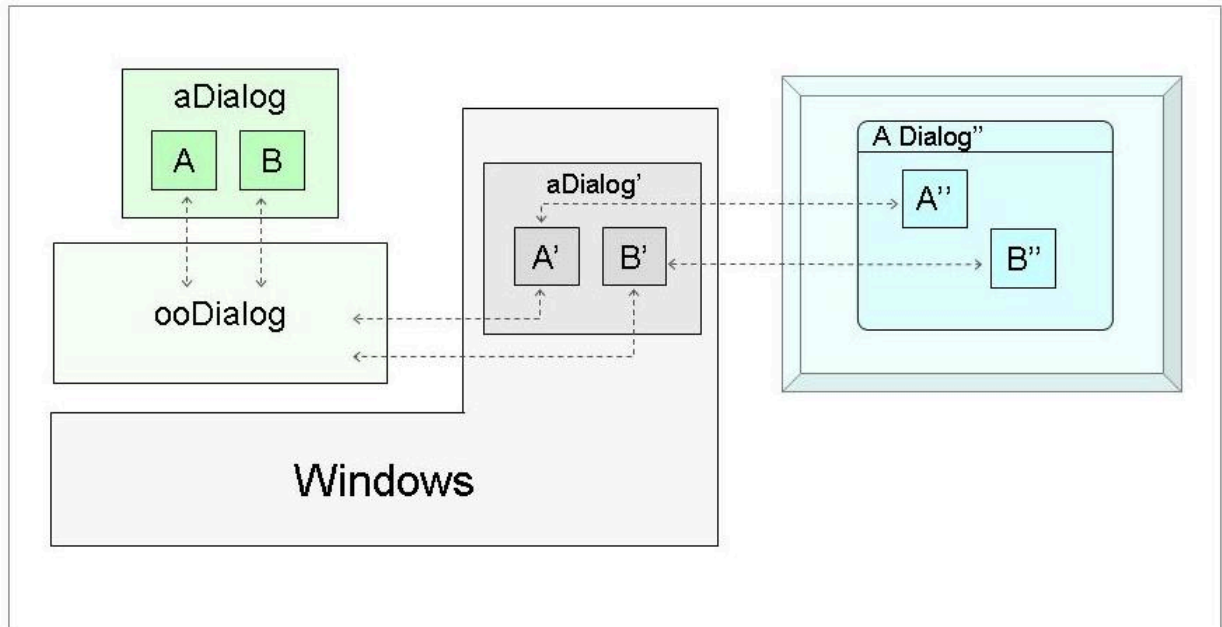 aDialog
A B
ooDialog
Windows
aDialog’
A’ B’
A Dialog’’
A’’
B’’